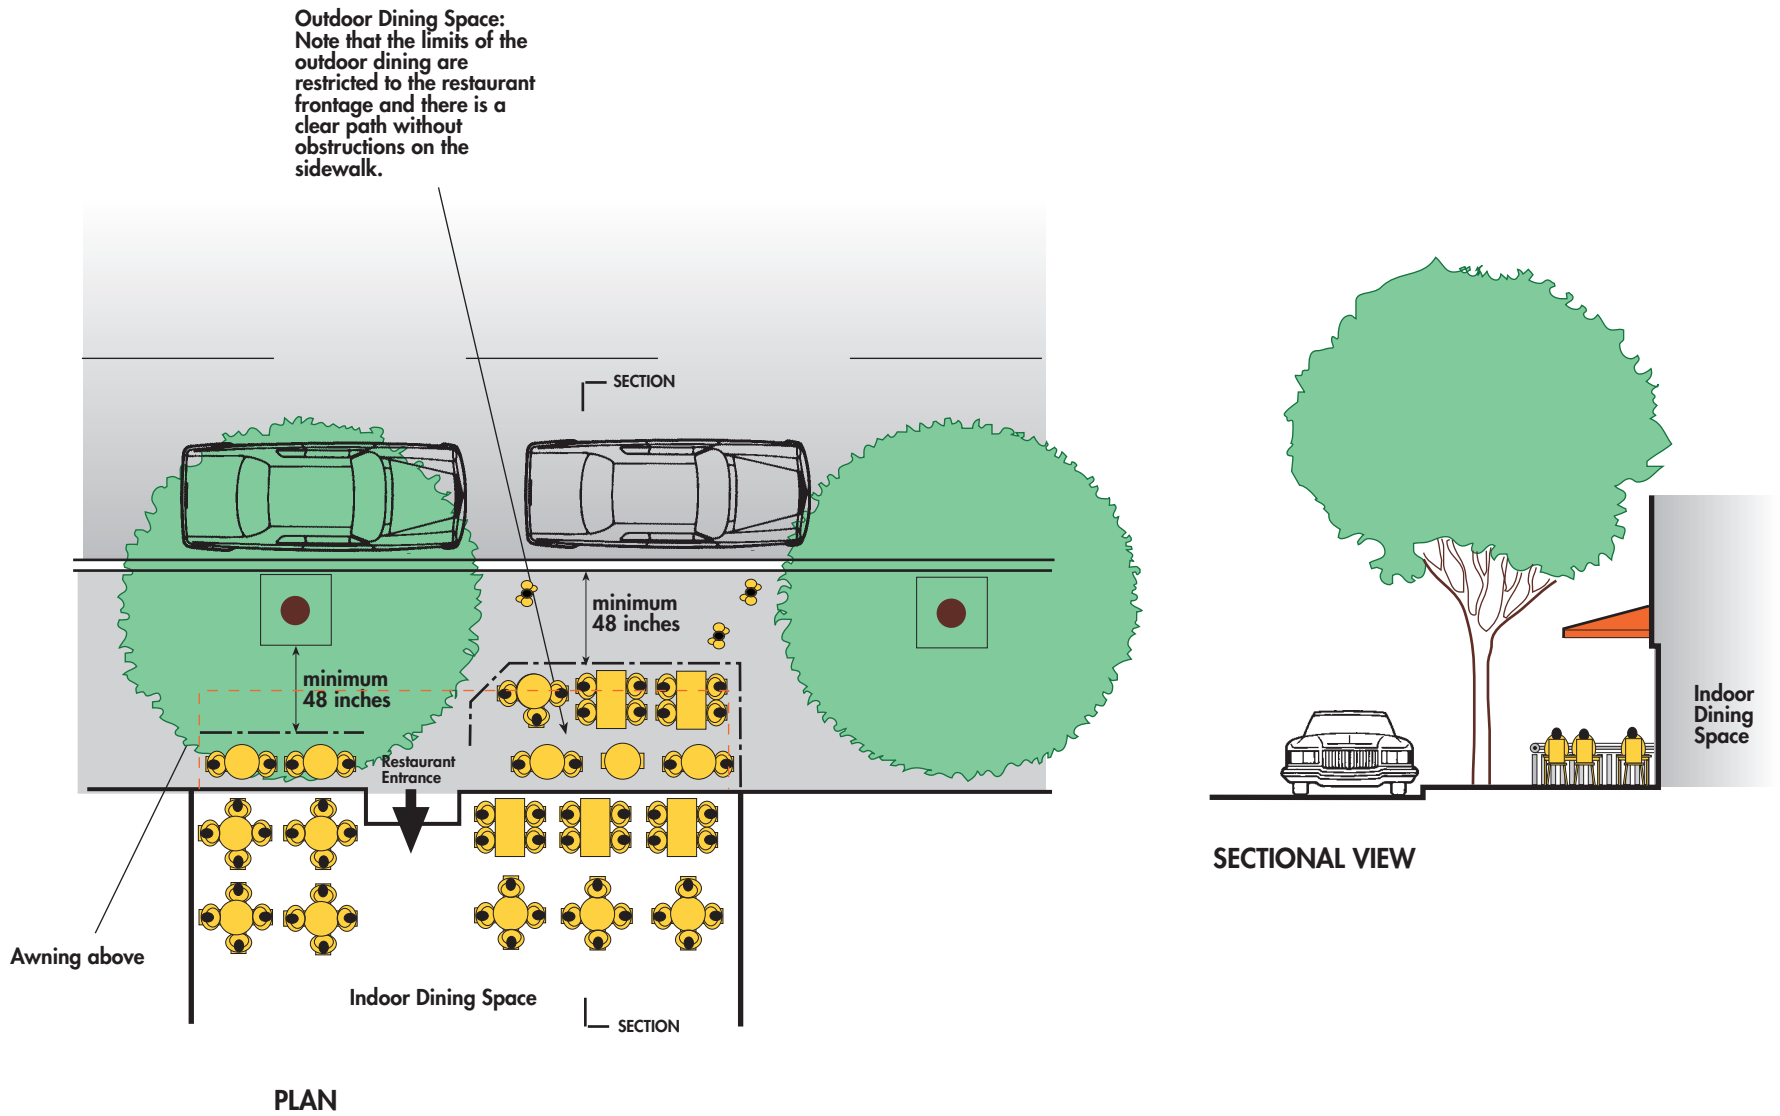 Outdoor Dining Space:
Note that the limits of the
outdoor dining are
restricted to the restaurant
frontage and there is a
clear path without
obstructions on the
sidewalk.
SECTION
minimum
48 inches
minimum
48 inches
Restaurant
Entrance
Indoor
Dining
Space
SECTIONAL VIEW
Awning above
Indoor Dining Space
SECTION
PLAN